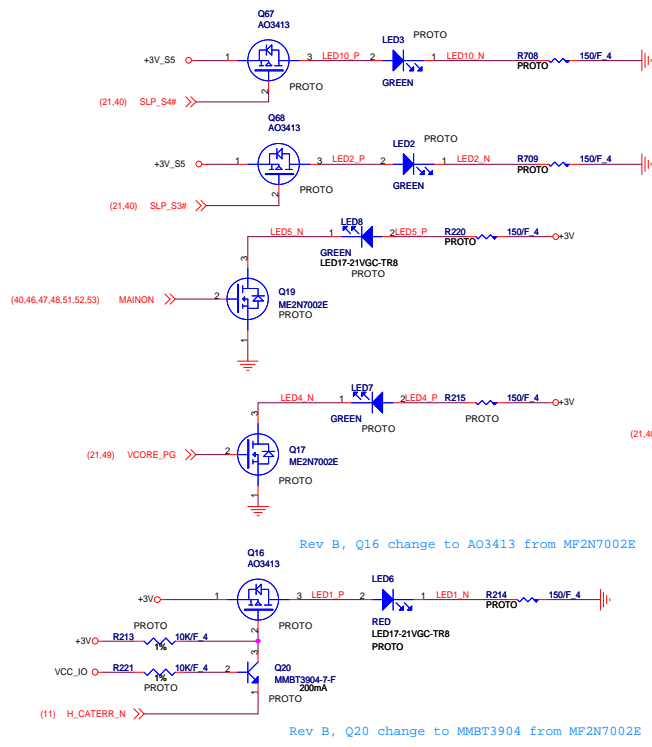 Q67
AO3413
PROTO
LED3
+3V_S5 1 3 LED10_P 2 1 LED10_N R708 150/F_4
PROTO
2
PROTO
GREEN
(21,40) SLP_S4#
Q68
AO3413
PROTO
LED2
+3V_S5 1 3 LED2_P 2 1 LED2_N R709 150/F_4
PROTO
2
PROTO
GREEN
(21,40) SLP_S3#
LED8
LED5_N 1 2 LED5_P R220 150/F_4 +3V
PROTO
GREEN
LED17-21VGC-TR8
PROTO
3
Q19
(40,46,47,48,51,52,53) MAINON 2 ME2N7002E
PROTO
1
LED7
LED4_N 1 2 LED4_P R215 150/F_4 +3V
GREEN PROTO
PROTO
3
(21,40
Q17
(21,49) VCORE_PG 2 ME2N7002E
PROTO
1
Rev B, Q16 change to AO3413 from MF2N7002E
Q16
AO3413
LED6
+3V 1 3 LED1_P 2 1 LED1_N R214 150/F_4
PROTO
RED
LED17-21VGC-TR8
PROTO
PROTO
2
PROTO
+3V R213 10K/F_4
1%
3
VCC_IO R221 10K/F_4 2 Q20
1% MMBT3904-7-F
200mA
PROTO PROTO
1
(11) H_CATERR_N
Rev B, Q20 change to MMBT3904 from MF2N7002E